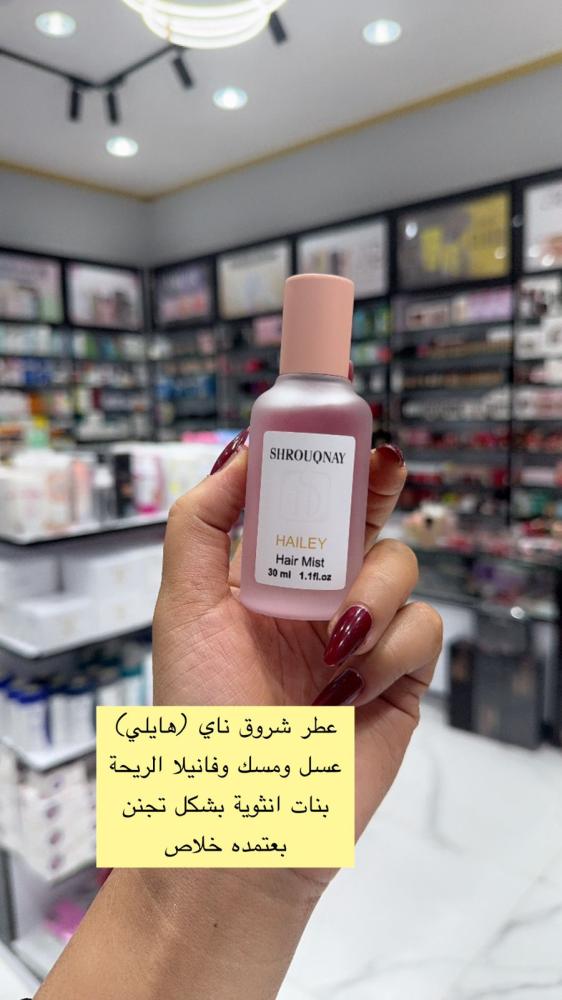 SHROUQNAY
HAILEY
Hair Mist
30 ml 1.1fl.oz
عطر شروق ناي (هايلي)
عسل ومسك وفانيلا الريحة
بنات انثوية بشكل تجنن
بعتمده خلاص